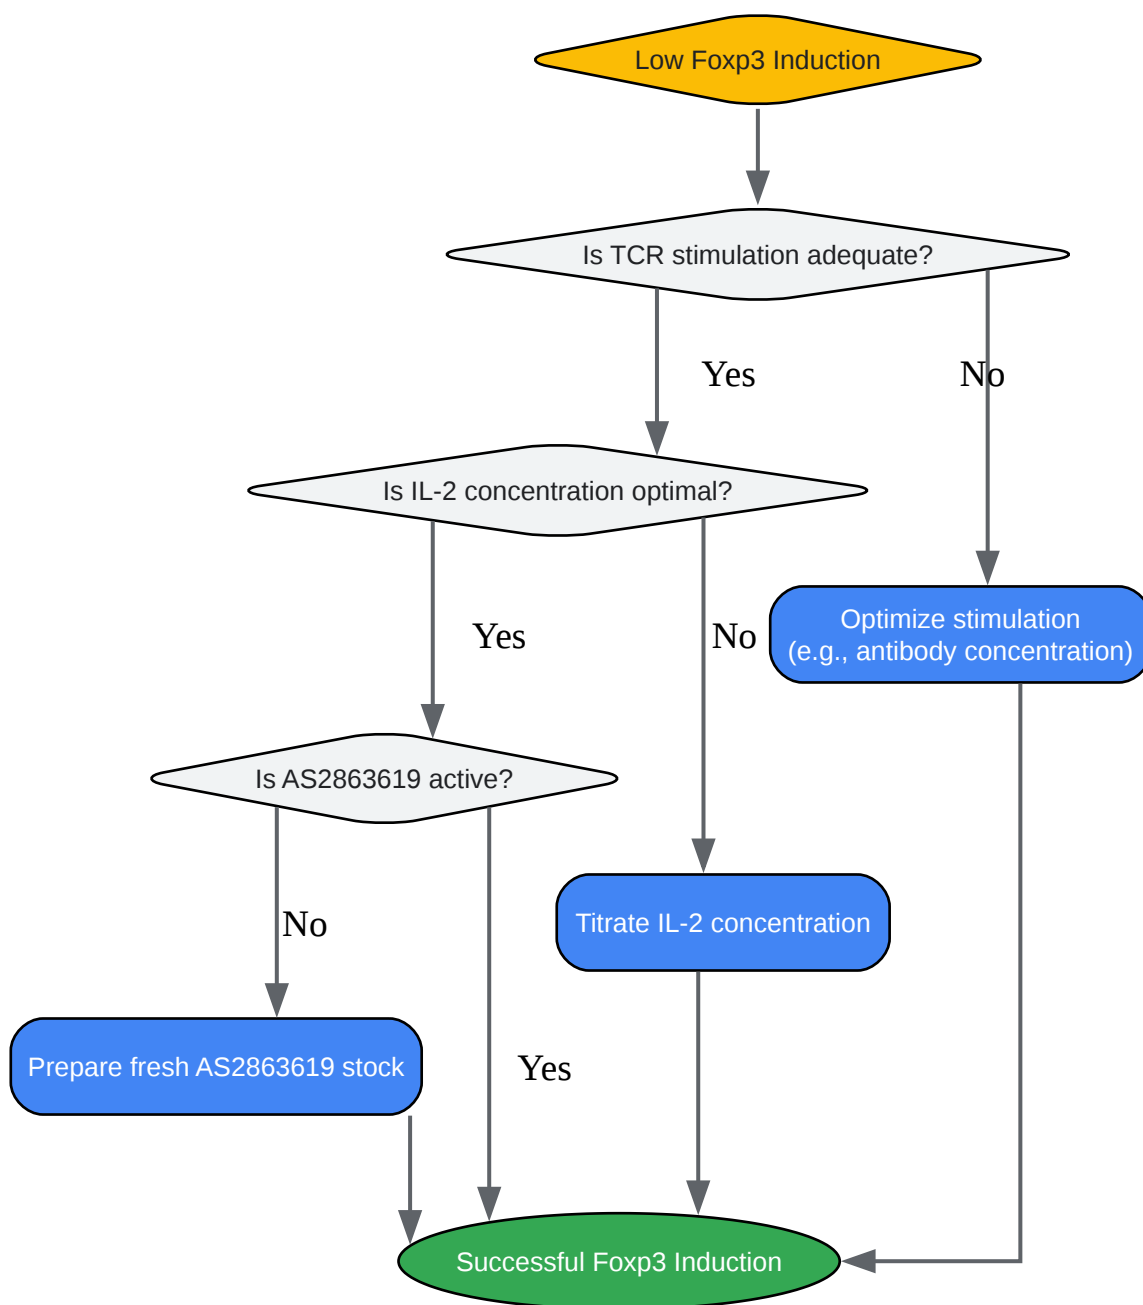 Low Foxp3 Induction
Is TCR stimulation adequate?
Yes
No
Is IL-2 concentration optimal?
Optimize stimulation
(e.g., antibody concentration)
Yes
No
Is AS2863619 active?
No
Titrate IL-2 concentration
Prepare fresh AS2863619 stock
Yes
Successful Foxp3 Induction